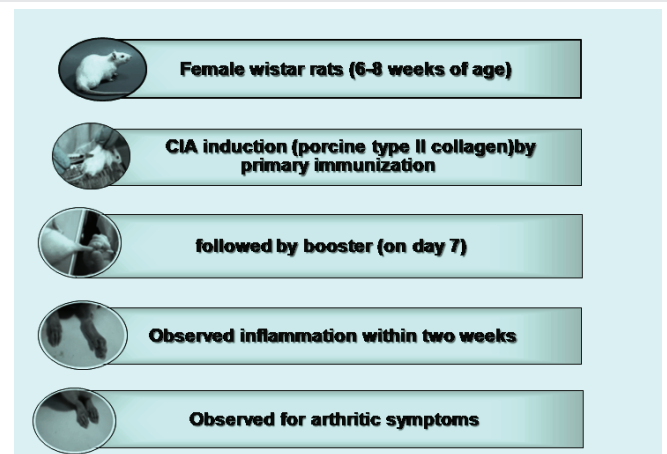 Female wistar rats (6-8 weeks of age)
CIA induction (porcine type II collagen)by
primary immunization
followed by booster (on day 7)
Observed inflammation within two weeks
Observed for arthritic symptoms